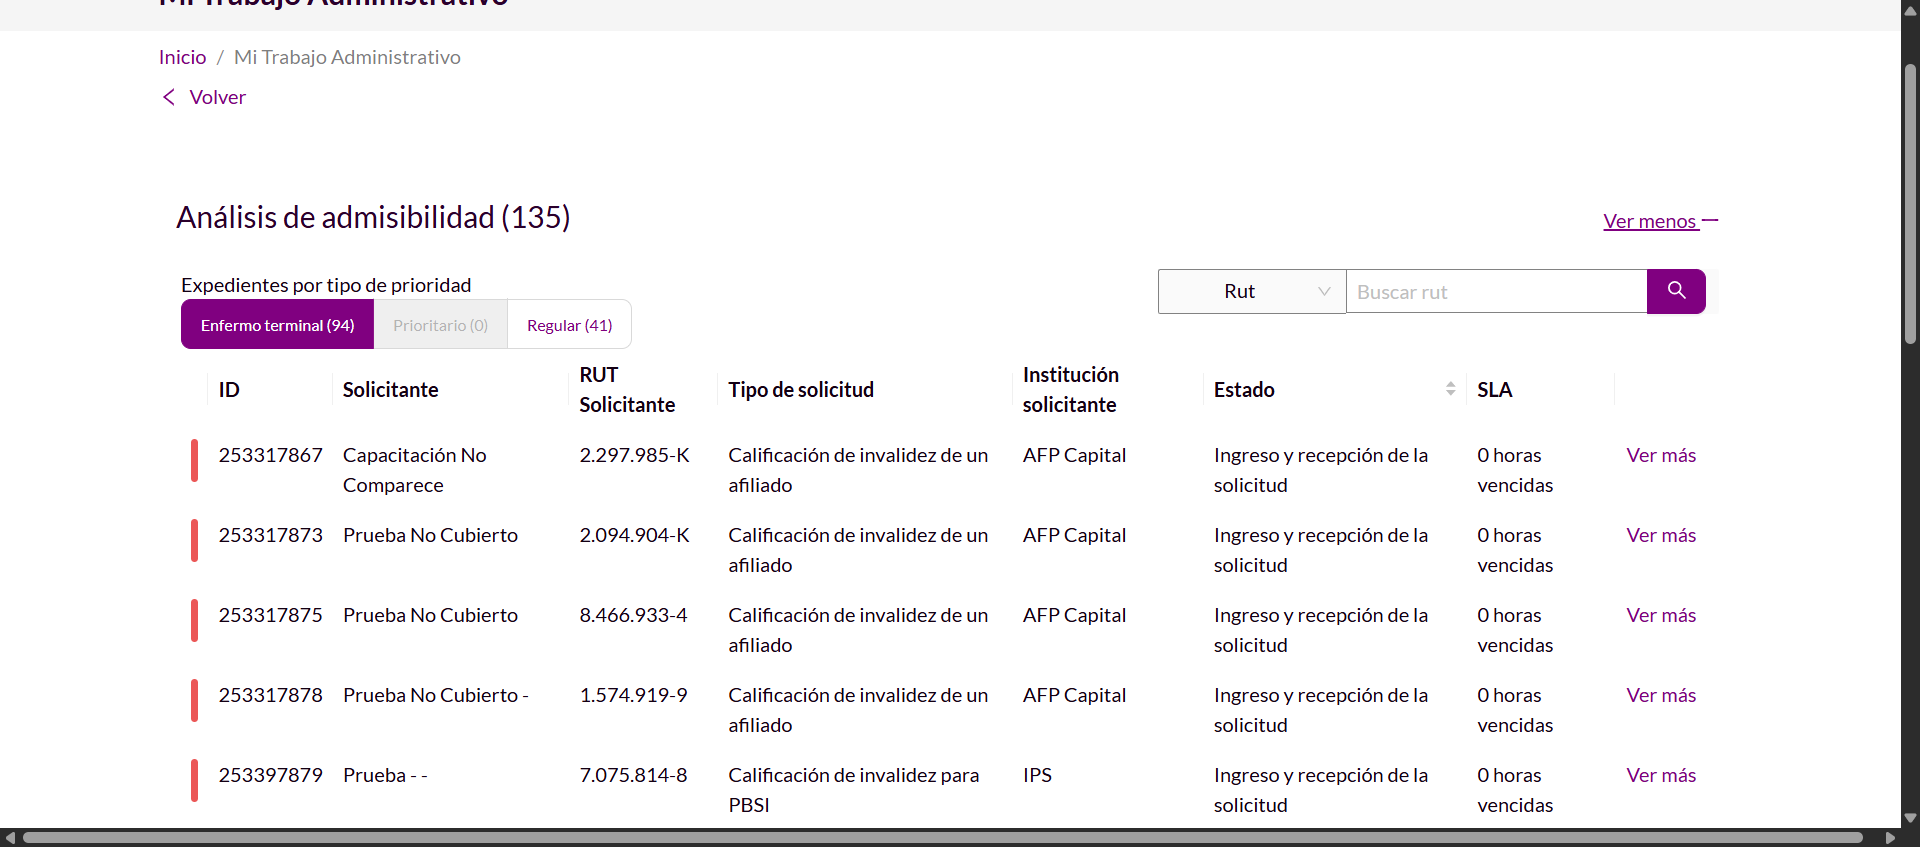 Mi Trabajo Administrativo
Inicio / Mi Trabajo Administrativo
Volver
Análisis de admisibilidad (135)
Ver menos
Expedientes por tipo de prioridad
Enfermo terminal (94) Prioritario (0) Regular (41)
Rut Buscar rut
ID Solicitante RUT Solicitante Tipo de solicitud Institución solicitante Estado SLA
253317867 Capacitación No Comparece 2.297.985-K Calificación de invalidez de un afiliado AFP Capital Ingreso y recepción de la solicitud 0 horas vencidas Ver más
253317873 Prueba No Cubierto 2.094.904-K Calificación de invalidez de un afiliado AFP Capital Ingreso y recepción de la solicitud 0 horas vencidas Ver más
253317875 Prueba No Cubierto 8.466.933-4 Calificación de invalidez de un afiliado AFP Capital Ingreso y recepción de la solicitud 0 horas vencidas Ver más
253317878 Prueba No Cubierto - 1.574.919-9 Calificación de invalidez de un afiliado AFP Capital Ingreso y recepción de la solicitud 0 horas vencidas Ver más
253397879 Prueba - - 7.075.814-8 Calificación de invalidez para PBSI IPS Ingreso y recepción de la solicitud 0 horas vencidas Ver más